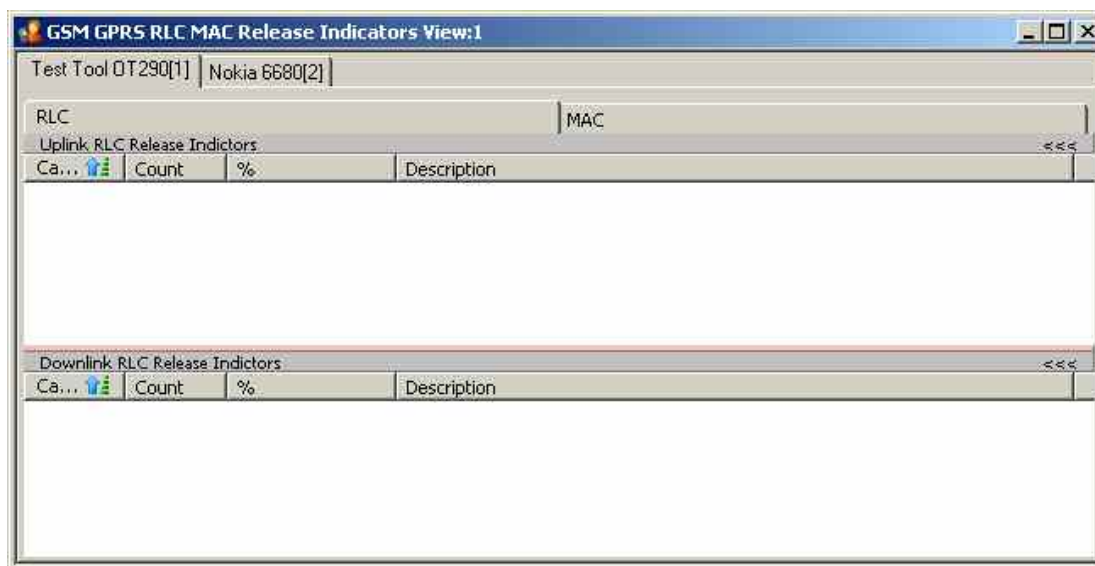 GSM GPRS RLC MAC Release Indicators View:1
Test Tool OT290[1] Nokia 6680[2]
RLC MAC
Uplink RLC Release Indictors <<<
Ca... Count % Description
Downlink RLC Release Indictors <<<
Ca... Count % Description